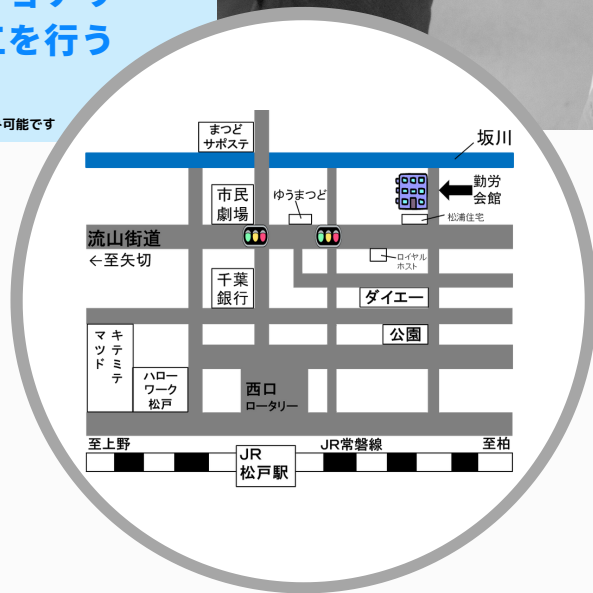 を行う
可能です
まつど
サポステ
坂川
市民
劇場
ゆうまつど
勤労
会館
松浦住宅
流山街道
←至矢切
ロイヤル
ホスト
千葉
銀行
ダイエー
公園
キテミテ
マツド
ハロー
ワーク
松戸
西口
ロータリー
至上野
JR常磐線
至柏
JR
松戸駅